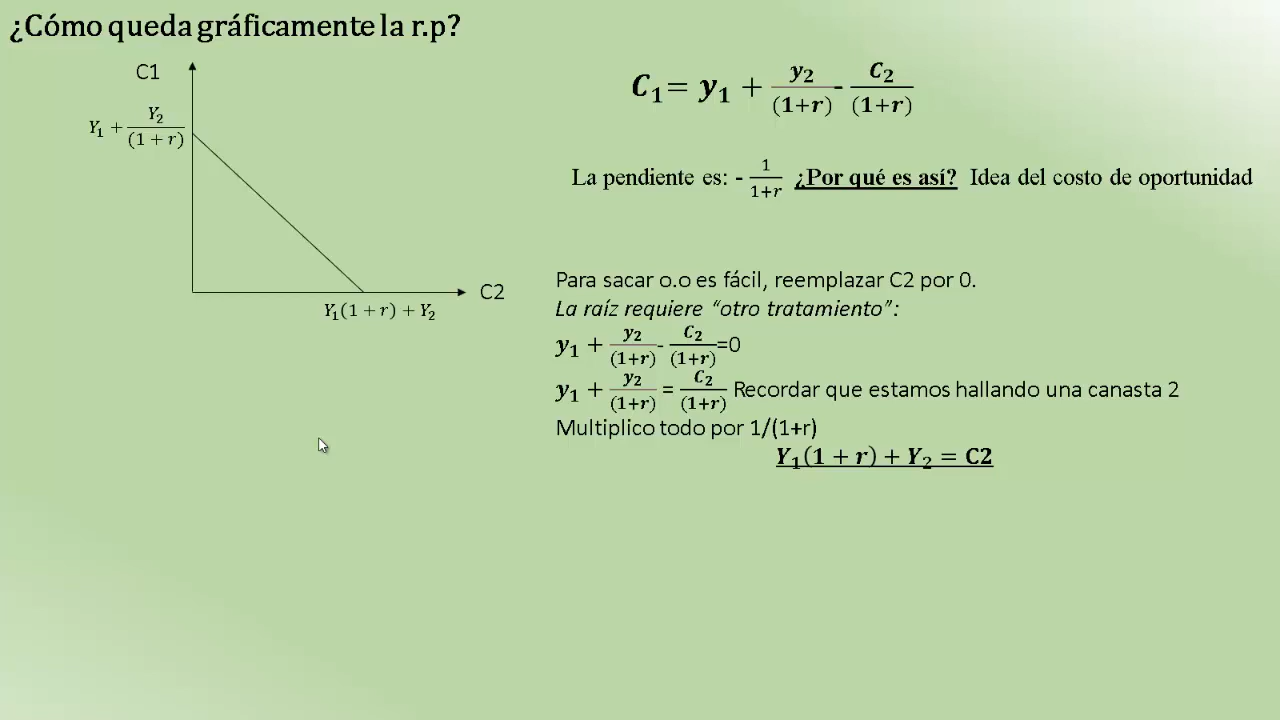 ¿Cómo queda gráficamente la r.p?
C1
Y₁ + Y₂/(1 + r)
C2
Y₁(1 + r) + Y₂
C₁= y₁ + y₂/(1+r)- C₂/(1+r)
La pendiente es: - 1/1+r ¿Por qué es así? Idea del costo de oportunidad
Para sacar o.o es fácil, reemplazar C2 por 0.
La raíz requiere “otro tratamiento”:
y₁ + y₂/(1+r)- C₂/(1+r)=0
y₁ + y₂/(1+r) = C₂/(1+r) Recordar que estamos hallando una canasta 2
Multiplico todo por 1/(1+r)
Y₁(1 + r) + Y₂ = C2